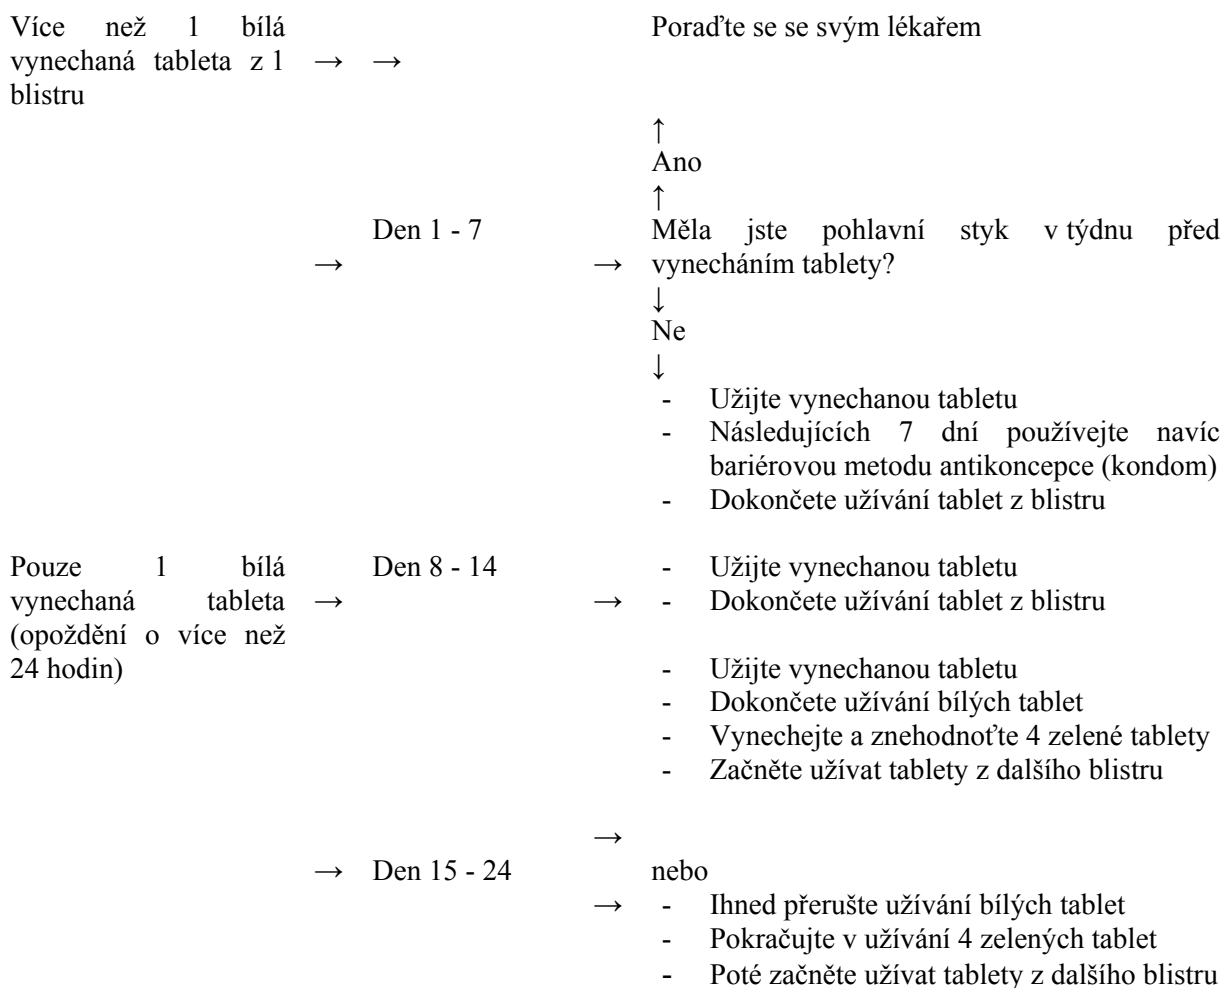 Více než 1 bílá
vynechaná tableta z 1 → →
blistru
Poraďte se se svým lékařem
↑
Ano
↑
Den 1 - 7
→ →
Měla jste pohlavní styk v týdnu před
vynecháním tablety?
↓
Ne
↓
- Užijte vynechanou tabletu
- Následujících 7 dní používejte navíc
bariérovou metodu antikoncepce (kondom)
- Dokončete užívání tablet z blistru
Pouze 1 bílá
vynechaná tableta →
(opoždění o více než
24 hodin)
Den 8 - 14
→
- Užijte vynechanou tabletu
- Dokončete užívání tablet z blistru
- Užijte vynechanou tabletu
- Dokončete užívání bílých tablet
- Vynechejte a znehodnoťte 4 zelené tablety
- Začněte užívat tablety z dalšího blistru
→
→ Den 15 - 24
nebo
→ - Ihned přerušte užívání bílých tablet
- Pokračujte v užívání 4 zelených tablet
- Poté začněte užívat tablety z dalšího blistru